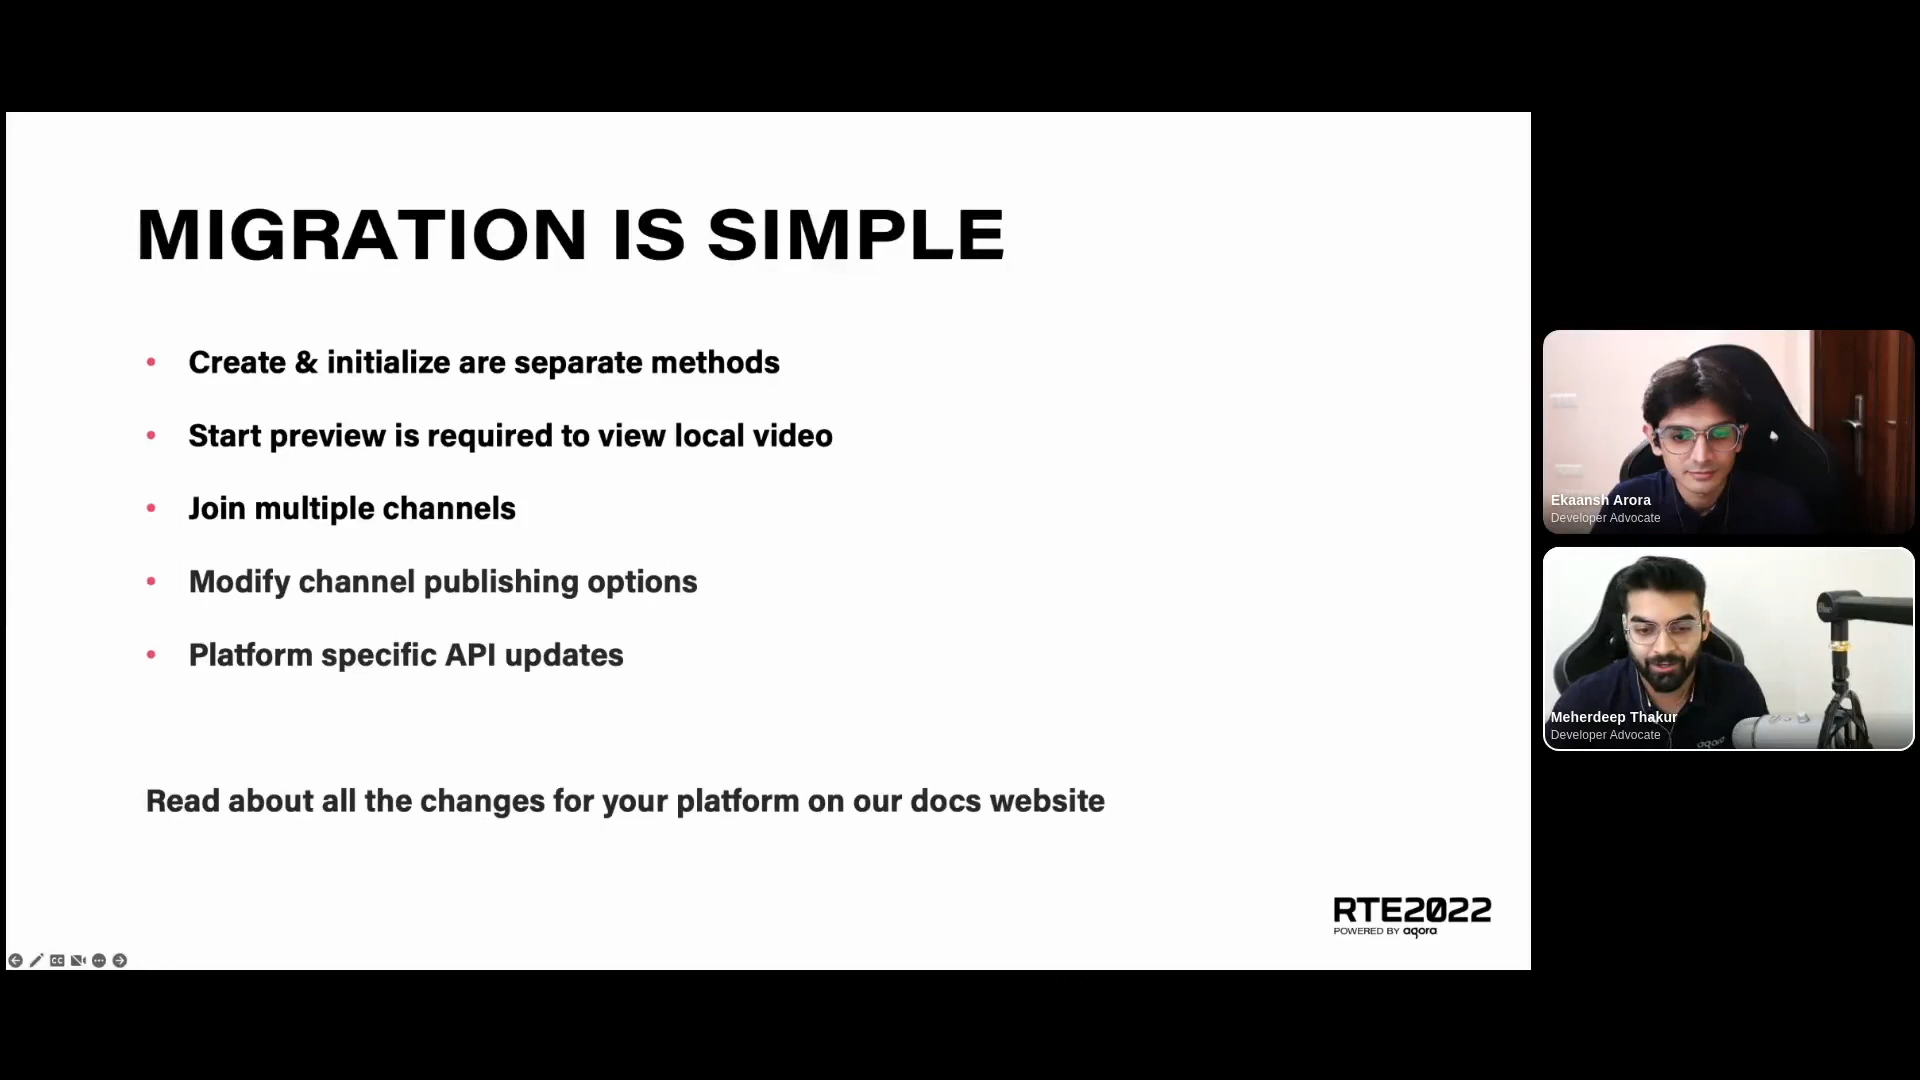 MIGRATION IS SIMPLE
• Create & initialize are separate methods
• Start preview is required to view local video
• Join multiple channels
• Modify channel publishing options
• Platform specific API updates
Read about all the changes for your platform on our docs website
RTE2022
POWERED BY agora
CC
Ekaansh Arora
Developer Advocate
Meherdeep Thakur
Developer Advocate
agora